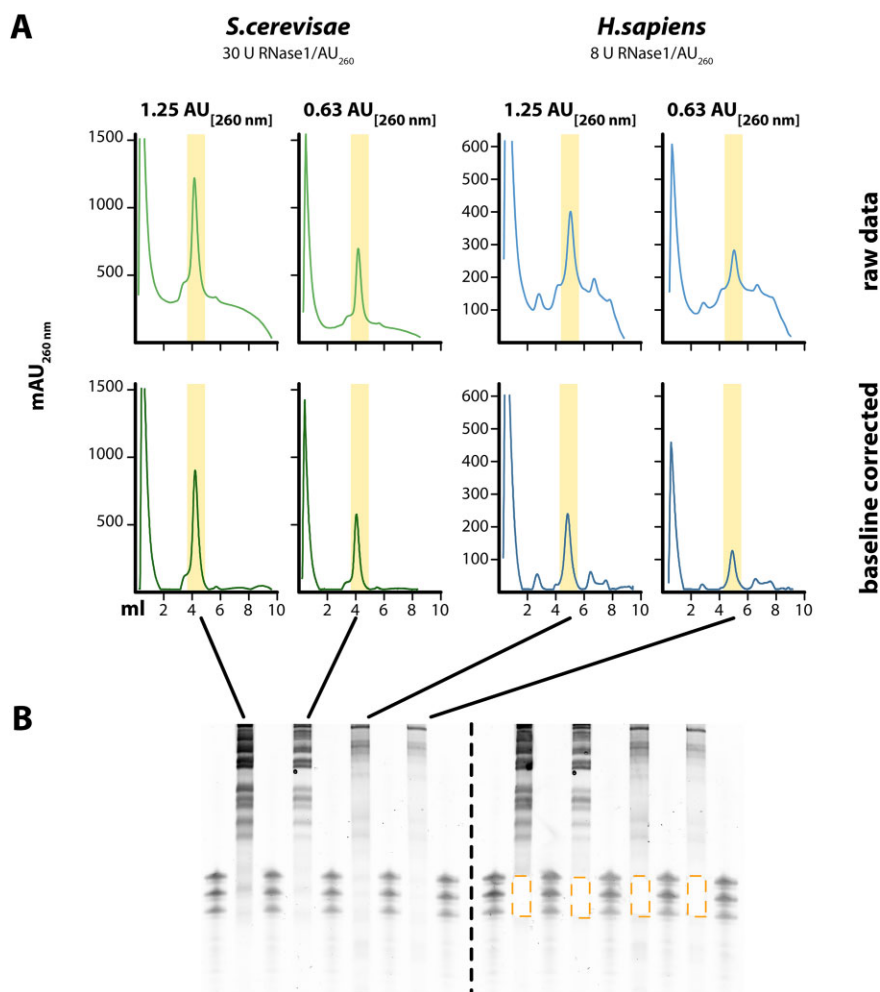 A
S.cerevisae
30 U RNase1/AU260
H.sapiens
8 U RNase1/AU260
1.25 AU[260 nm]
0.63 AU[260 nm]
1.25 AU[260 nm]
0.63 AU[260 nm]
1500
1000
500
600
500
400
300
200
100
raw data
mAU260 nm
1500
1000
500
600
500
400
300
200
100
baseline corrected
ml 2 4 6 8 10
2 4 6 8 10
2 4 6 8 10
2 4 6 8 10
B